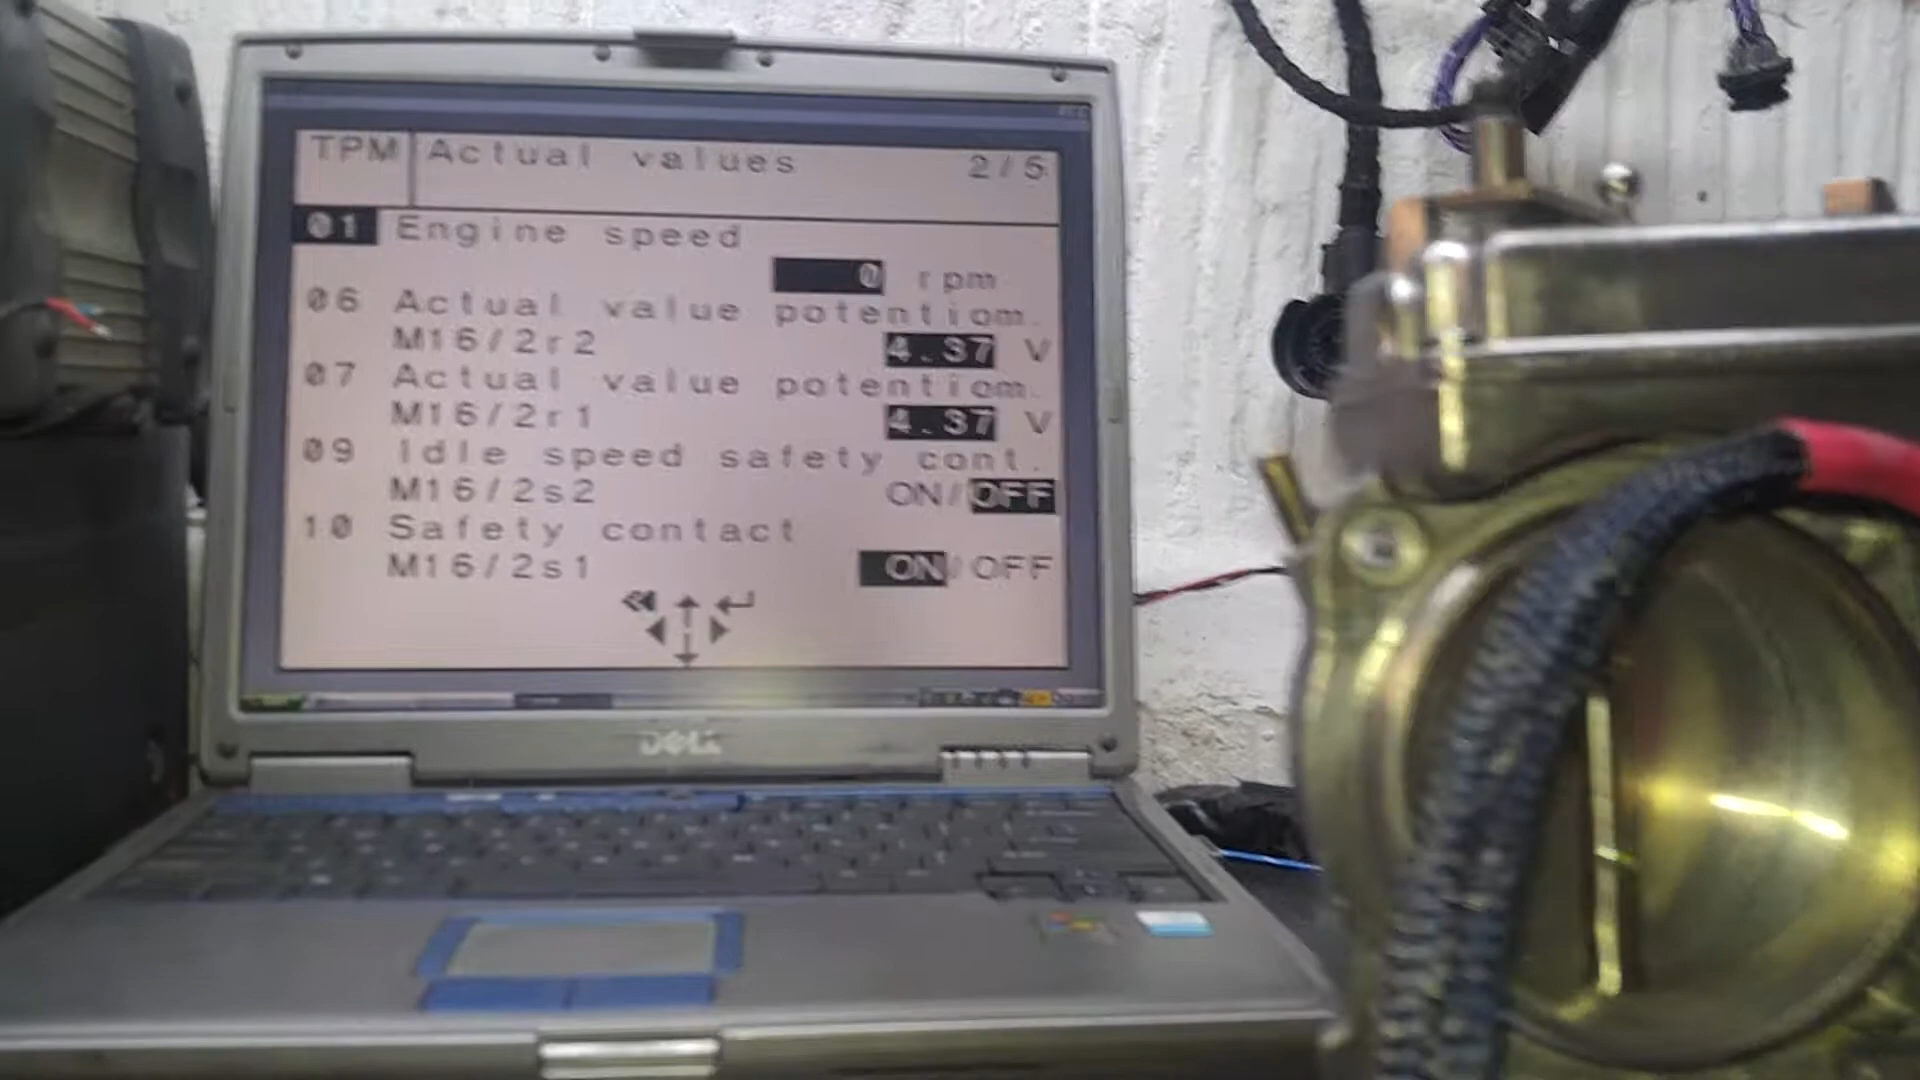 TPM Actual values 2/5
01 Engine speed
0 rpm
06 Actual value potentiom.
M16/2r2 4.37 V
07 Actual value potentiom.
M16/2r1 4.37 V
09 Idle speed safety cont.
M16/2s2 ON/OFF
10 Safety contact
M16/2s1 ON/OFF
DELL